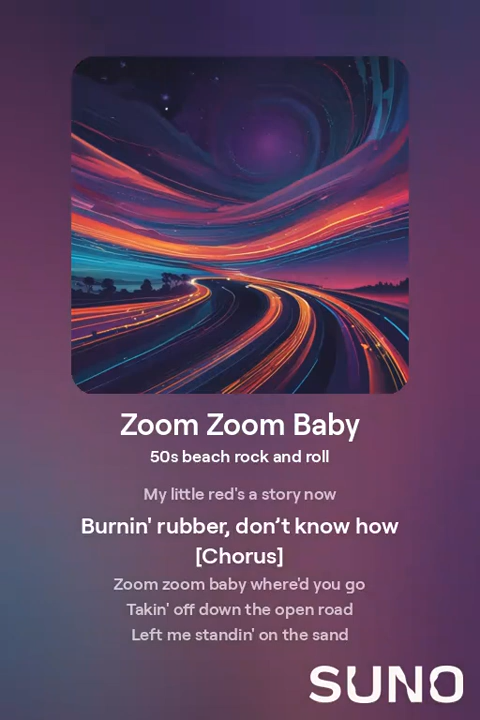 Zoom Zoom Baby
50s beach rock and roll
My little red's a story now
Burnin' rubber, don’t know how
[Chorus]
Zoom zoom baby where'd you go
Takin' off down the open road
Left me standin' on the sand
SUNO